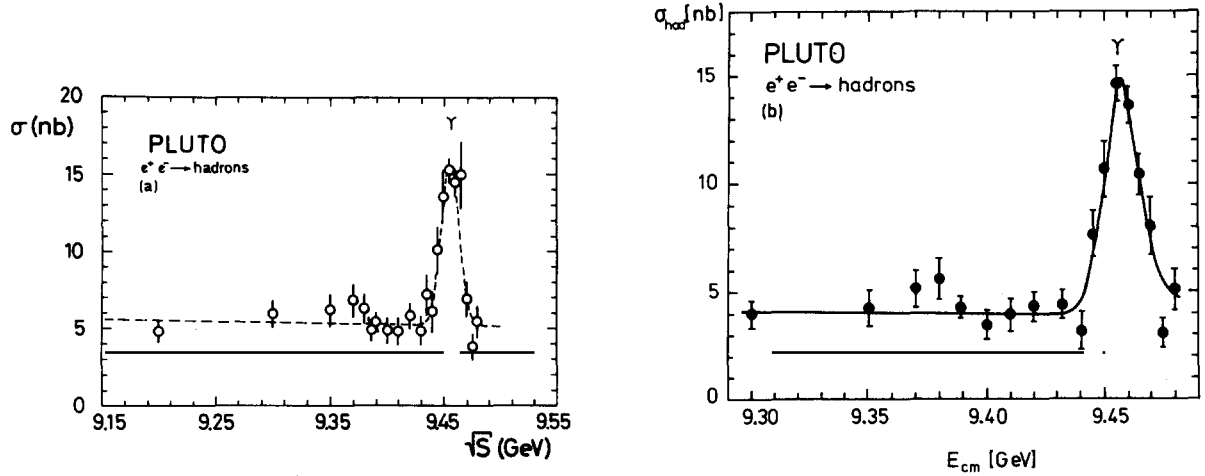 σ(nb)
20
15
10
5
0
PLUTO
e⁺ e⁻ → hadrons
(a)
ϒ
9.15 9.25 9.35 9.45 9.55
√S (GeV)
σhad [nb]
15
10
5
0
PLUTO
e⁺ e⁻ → hadrons
(b)
ϒ
9.30 9.35 9.40 9.45
Ecm [GeV]